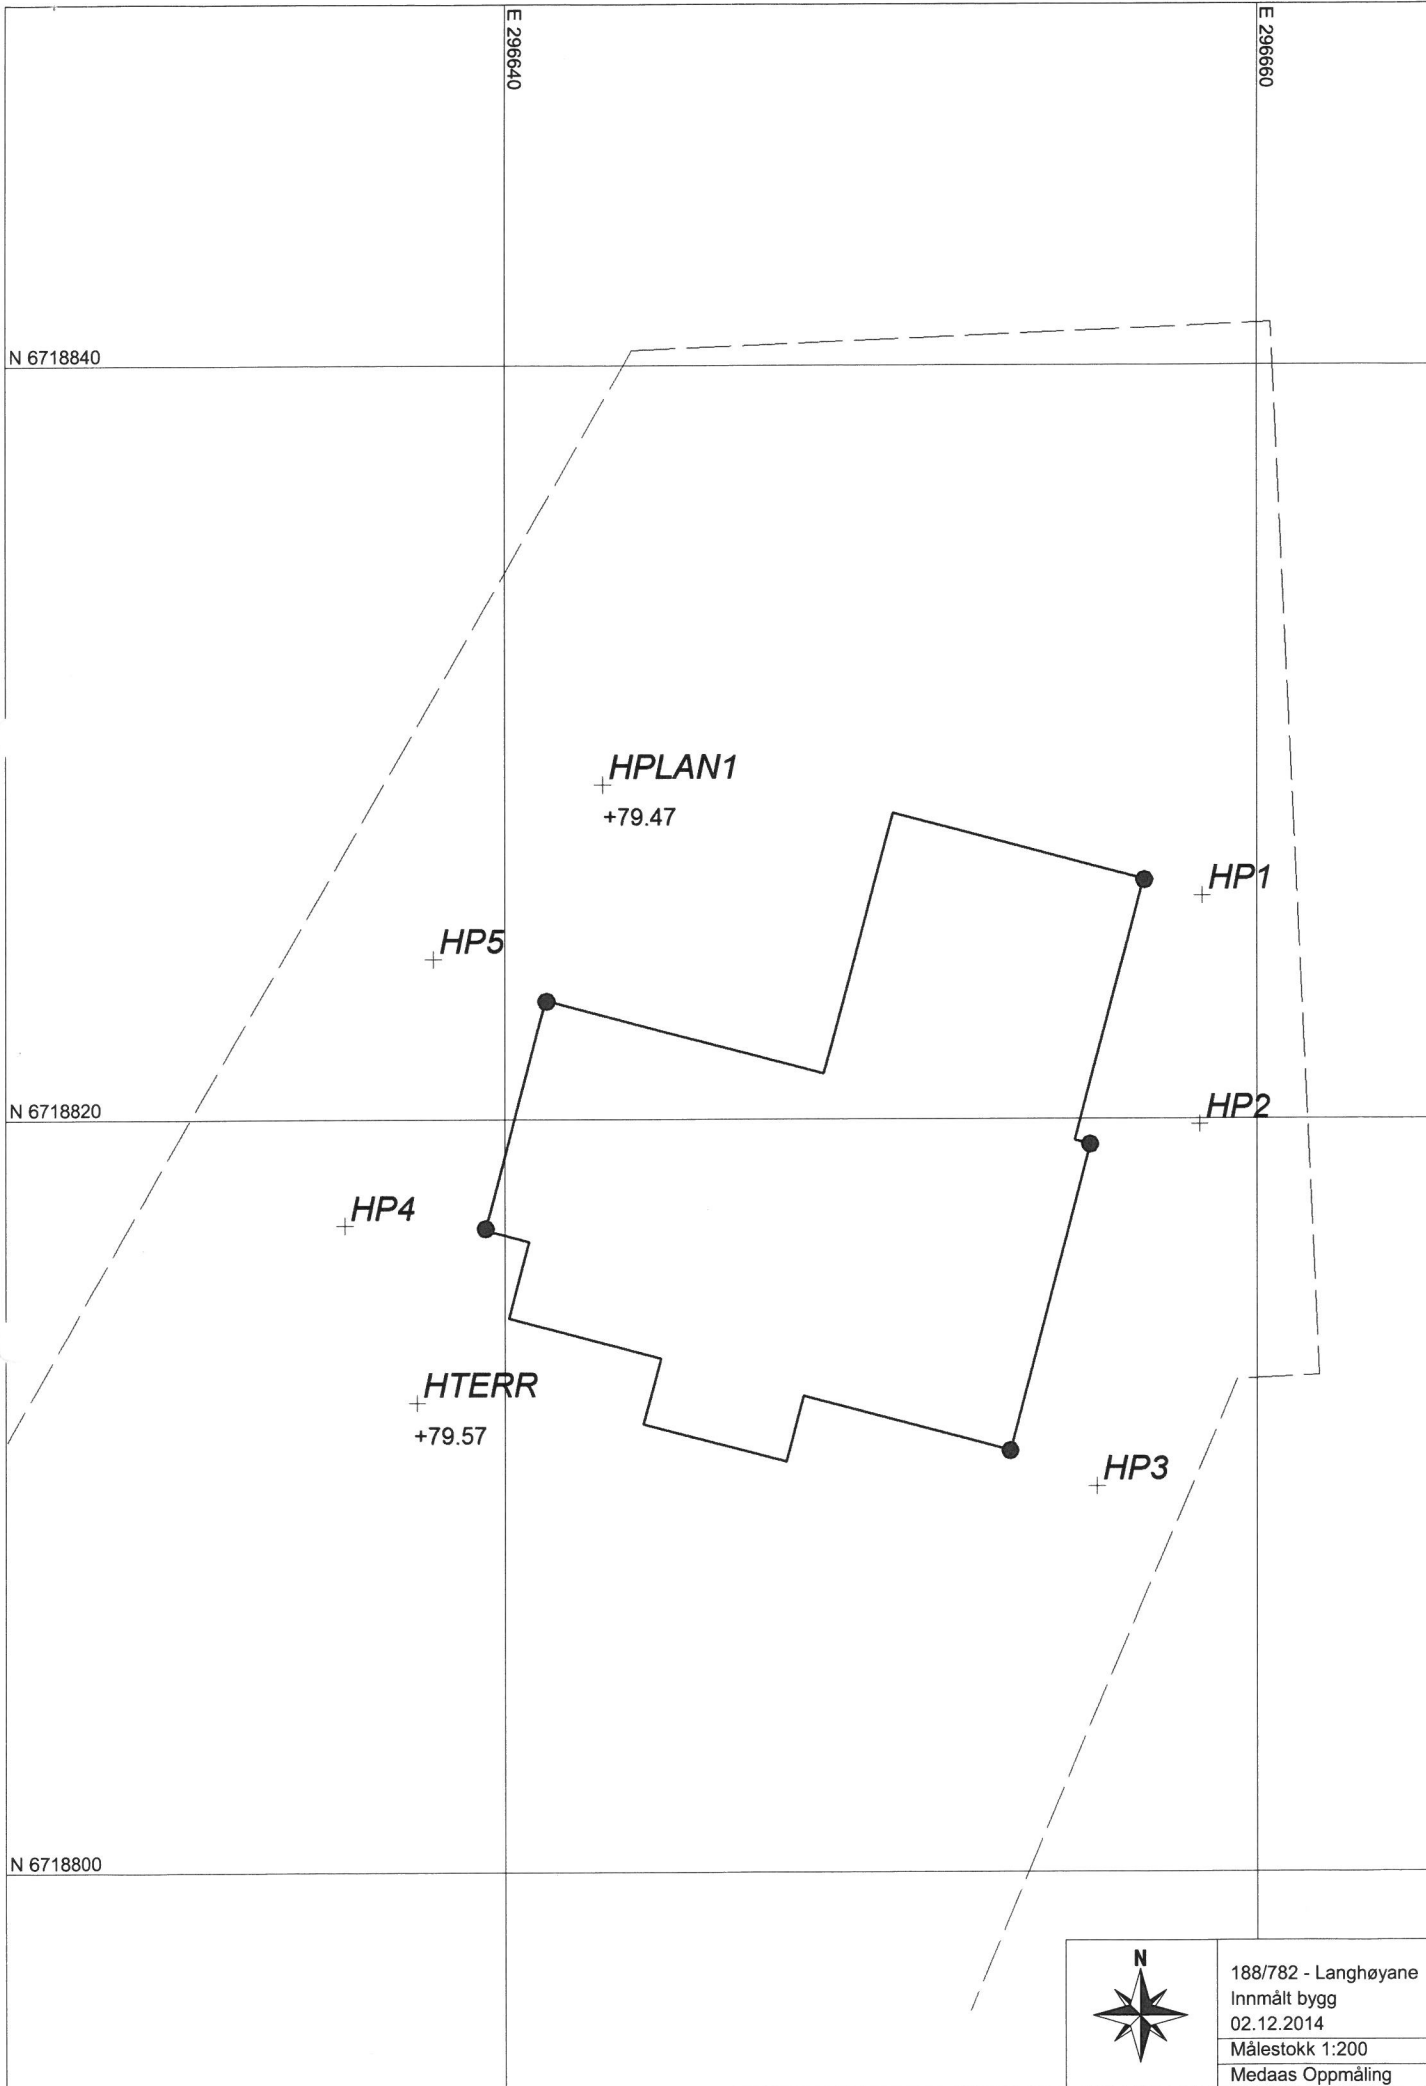 E 296640
E 296660
N 6718840
HPLAN1
+79.47
HP1
HP5
N 6718820
HP2
HP4
HTERR
+79.57
HP3
N 6718800
N
188/782 - Langhøyane
Innmålt bygg
02.12.2014
Målestokk 1:200
Medaas Oppmåling